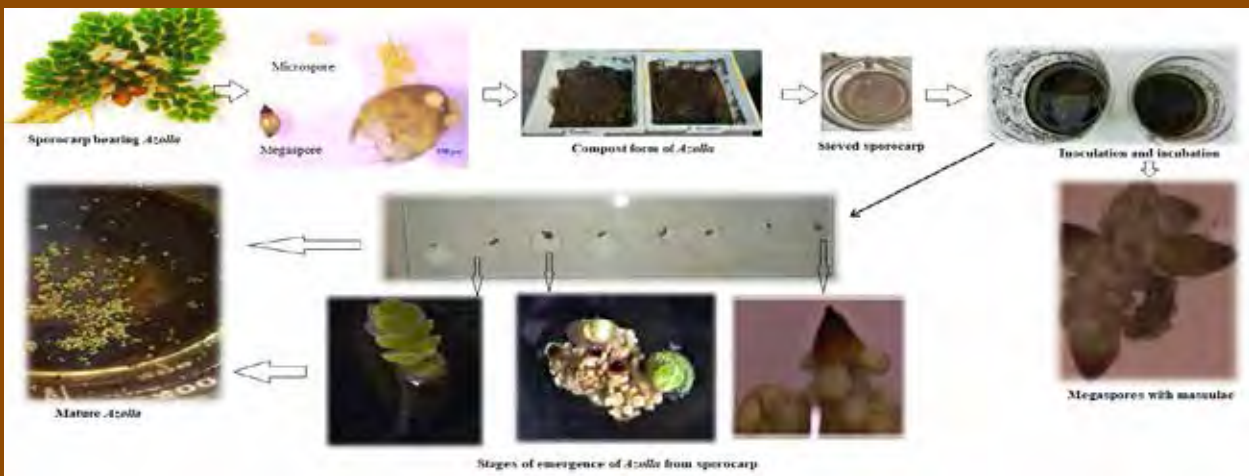 Microspore
Megaspore
Sporocarp bearing Azolla
Compost form of Azolla
Sieved sporocarp
Inoculation and incubation
Megaspores with massulae
Mature Azolla
Stages of emergence of Azolla from sporocarp